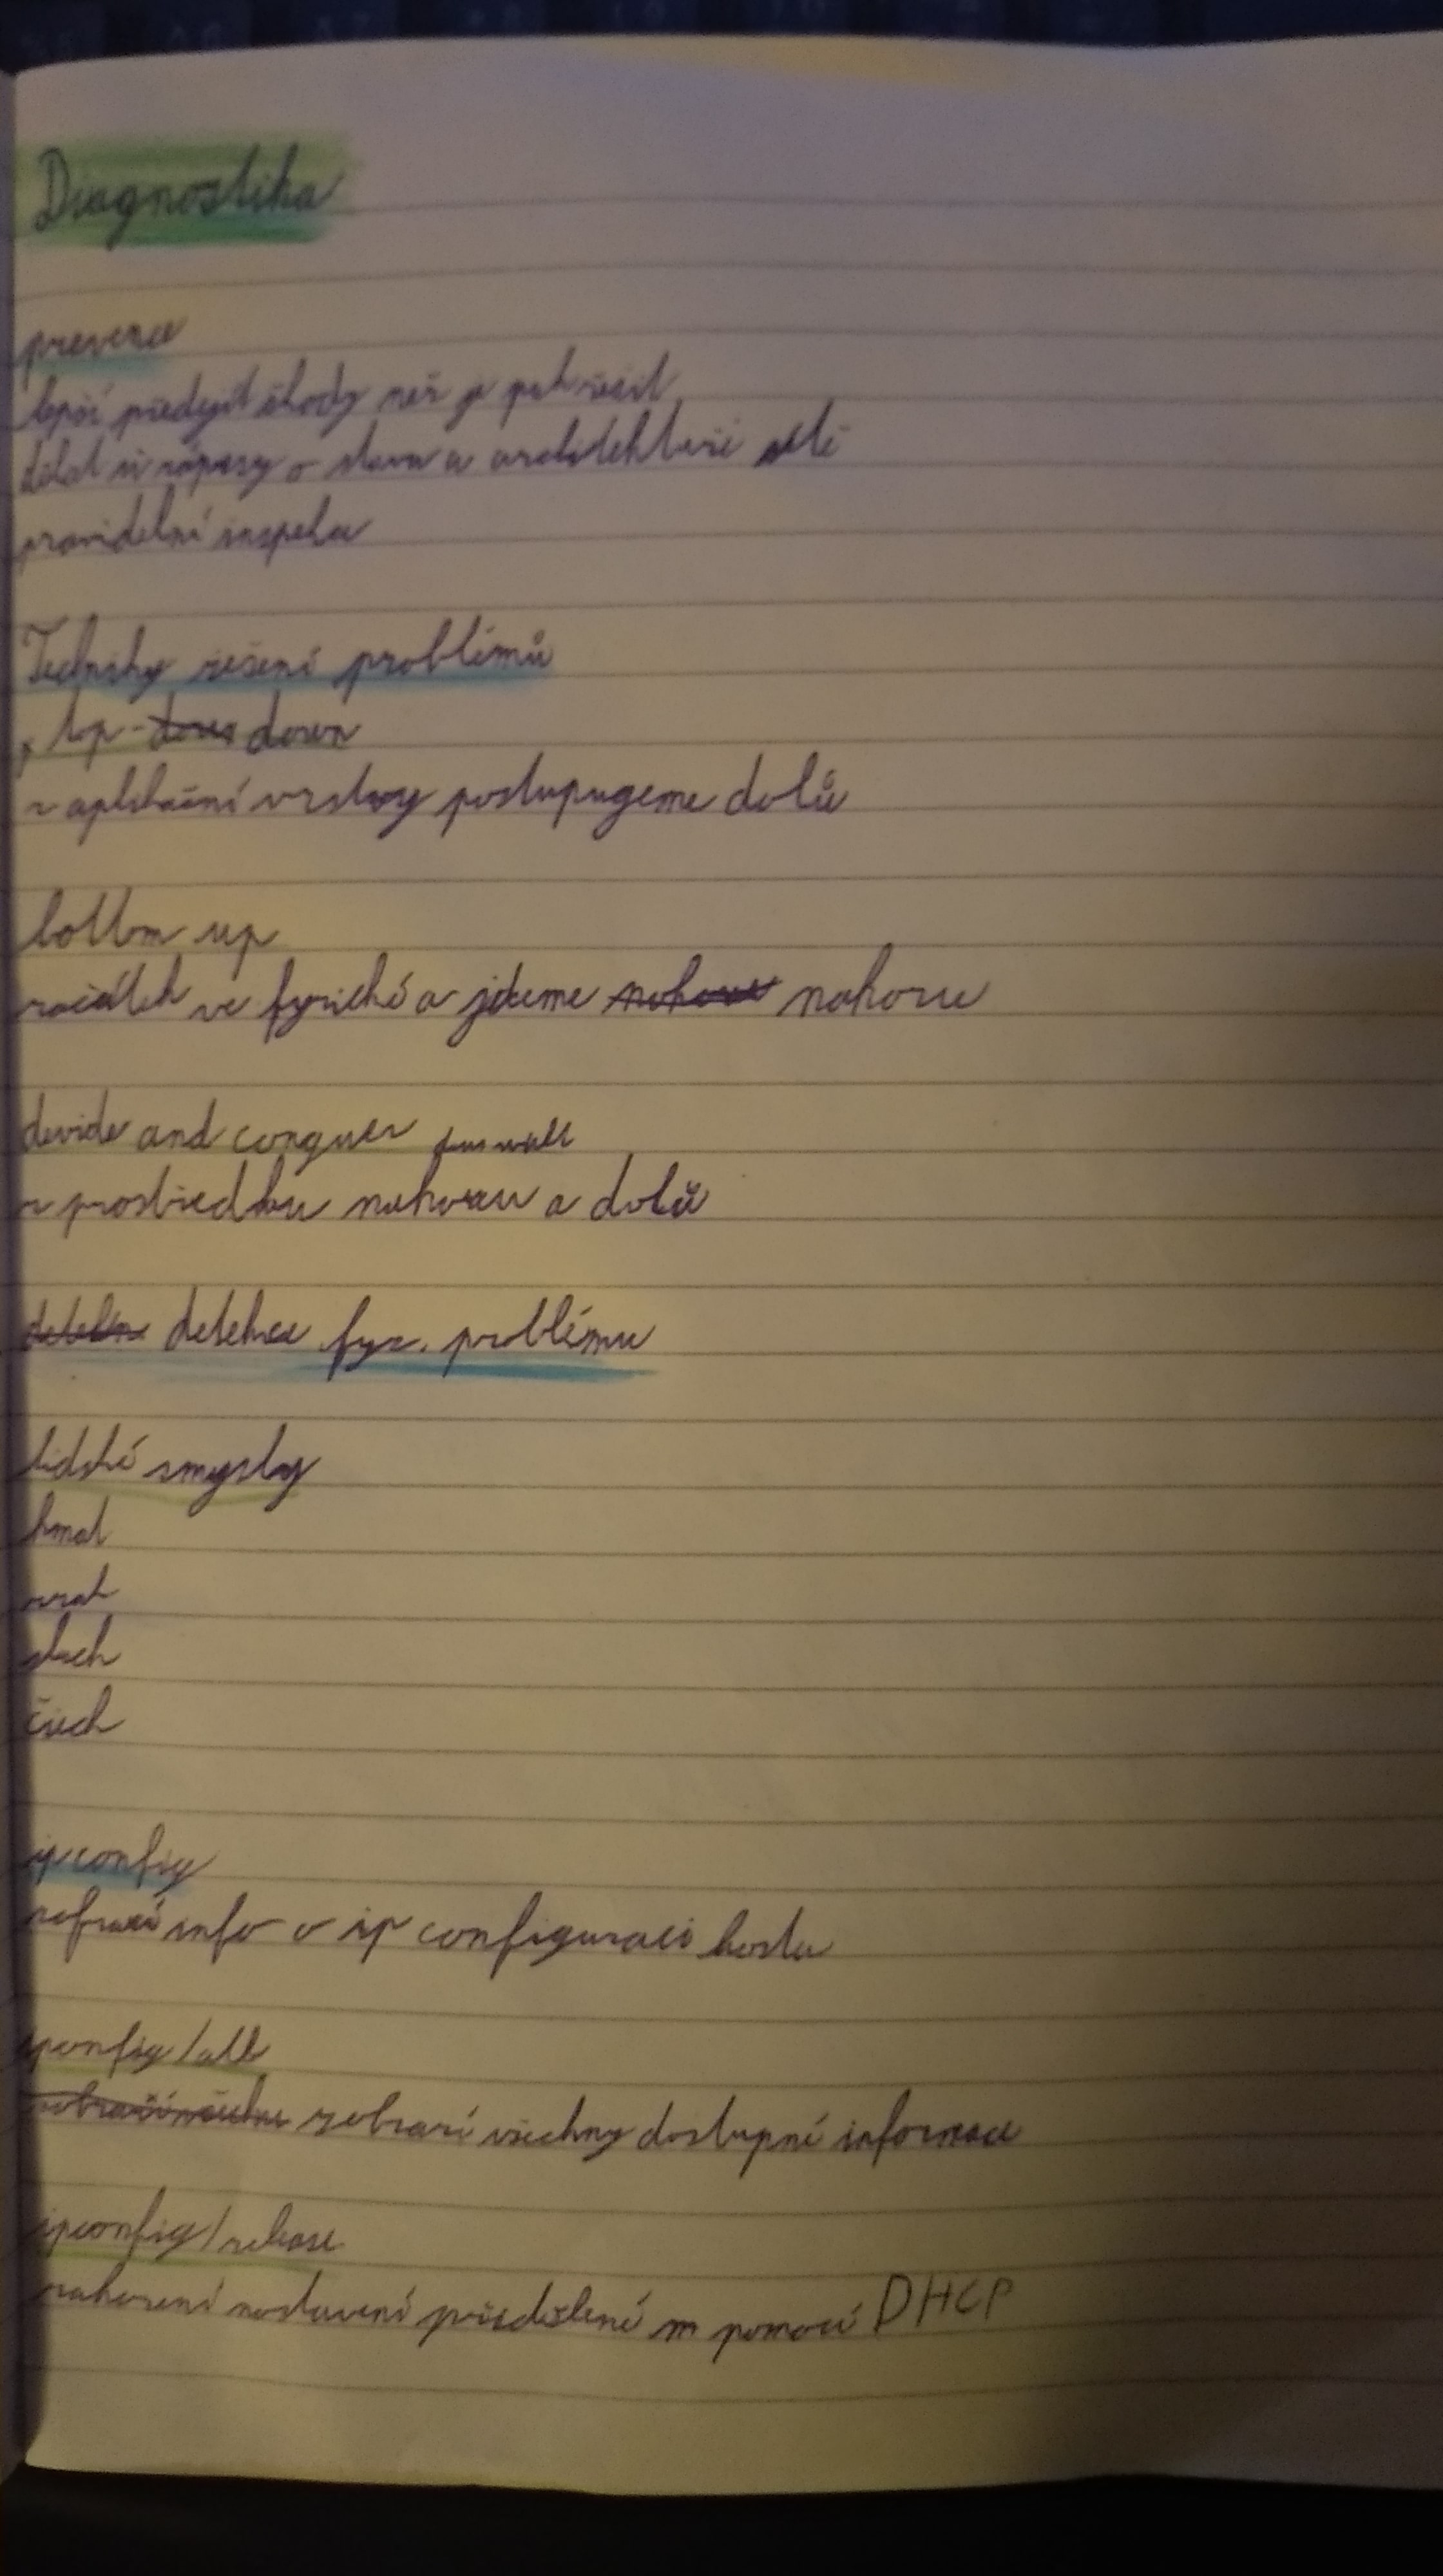 Diagnostika
prevence
lepší předejít škody než je pak řešit
dělat si zápisy o stavu a architektuře sítě
pravidelní inspekce
Techniky řešení problémů
top-down
z aplikační vrstvy postupujeme dolů
bottom up
začátek ve fyzické a jdeme nahoru
devide and conquer
z prostředku nahoru a dolů
detekce fyz. problému
lidské smysly
hmat
zrak
sluch
čich
ipconfig
info o ip configuraci hostu
ipconfig/all
zobrazí všechny dostupné informace
ipconfig/release
zahození nastavení přidělené m pomocí DHCP